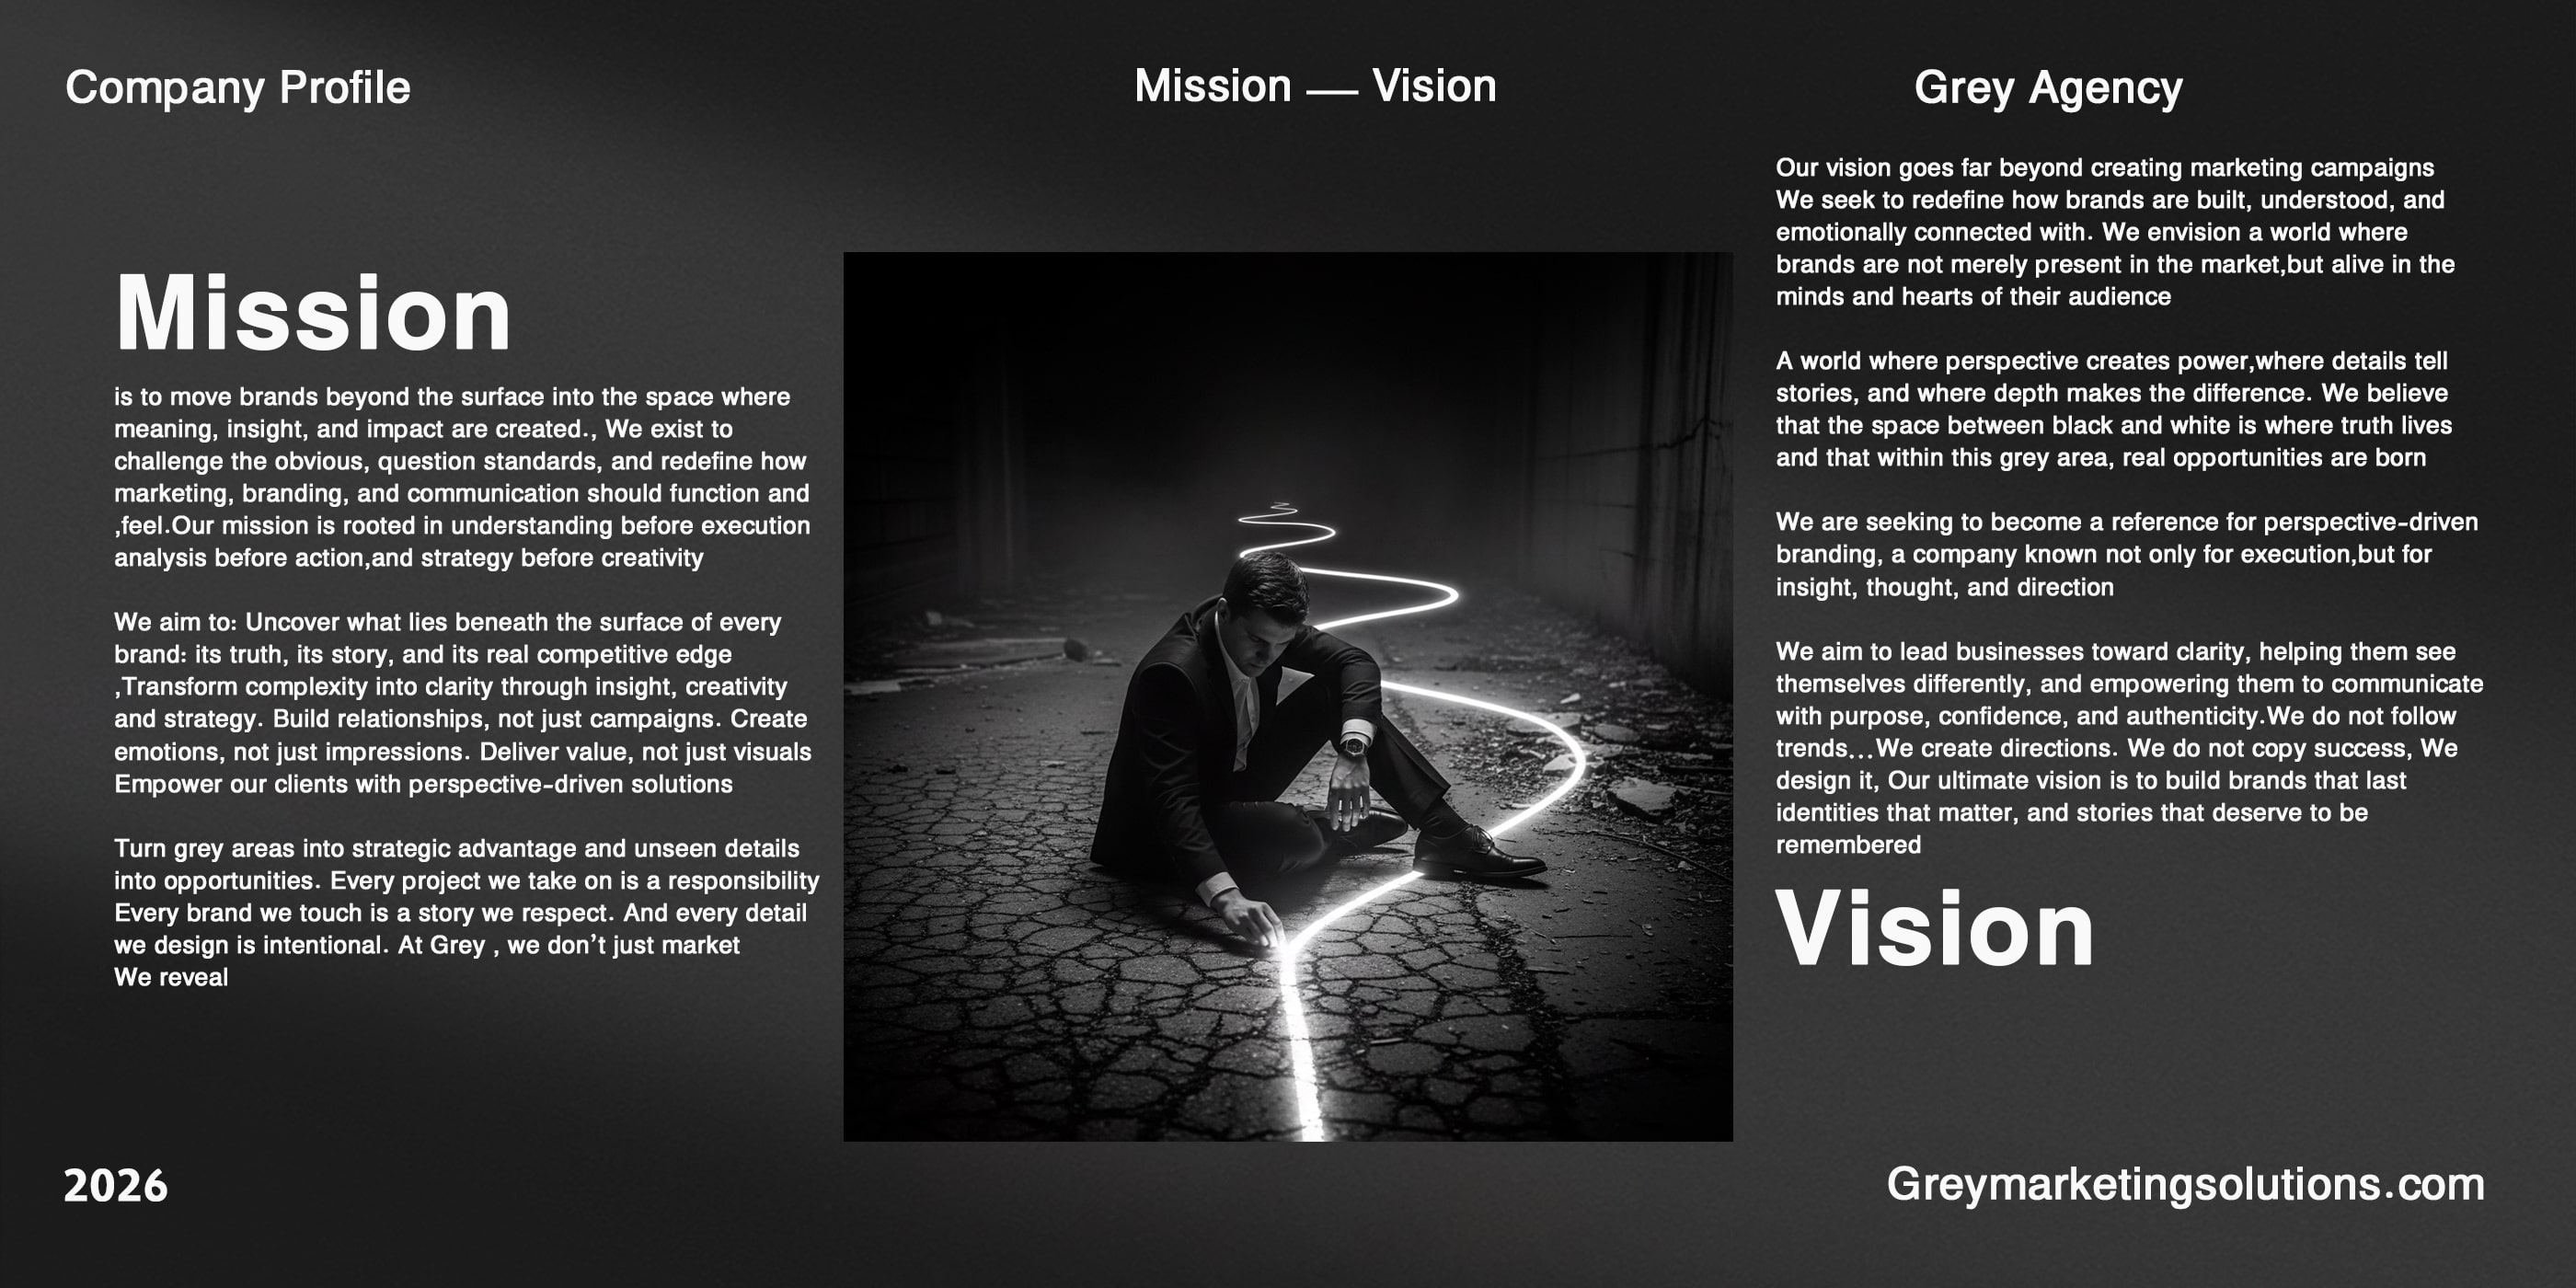 Company Profile
Mission — Vision
Grey Agency
Mission
is to move brands beyond the surface into the space where
meaning, insight, and impact are created., We exist to
challenge the obvious, question standards, and redefine how
marketing, branding, and communication should function and
,feel.Our mission is rooted in understanding before execution
analysis before action,and strategy before creativity
We aim to: Uncover what lies beneath the surface of every
brand: its truth, its story, and its real competitive edge
,Transform complexity into clarity through insight, creativity
and strategy. Build relationships, not just campaigns. Create
emotions, not just impressions. Deliver value, not just visuals
Empower our clients with perspective-driven solutions
Turn grey areas into strategic advantage and unseen details
into opportunities. Every project we take on is a responsibility
Every brand we touch is a story we respect. And every detail
we design is intentional. At Grey , we don’t just market
We reveal
Our vision goes far beyond creating marketing campaigns
We seek to redefine how brands are built, understood, and
emotionally connected with. We envision a world where
brands are not merely present in the market,but alive in the
minds and hearts of their audience
A world where perspective creates power,where details tell
stories, and where depth makes the difference. We believe
that the space between black and white is where truth lives
and that within this grey area, real opportunities are born
We are seeking to become a reference for perspective-driven
branding, a company known not only for execution,but for
insight, thought, and direction
We aim to lead businesses toward clarity, helping them see
themselves differently, and empowering them to communicate
with purpose, confidence, and authenticity.We do not follow
trends...We create directions. We do not copy success, We
design it, Our ultimate vision is to build brands that last
identities that matter, and stories that deserve to be
remembered
Vision
2026
Greymarketingsolutions.com